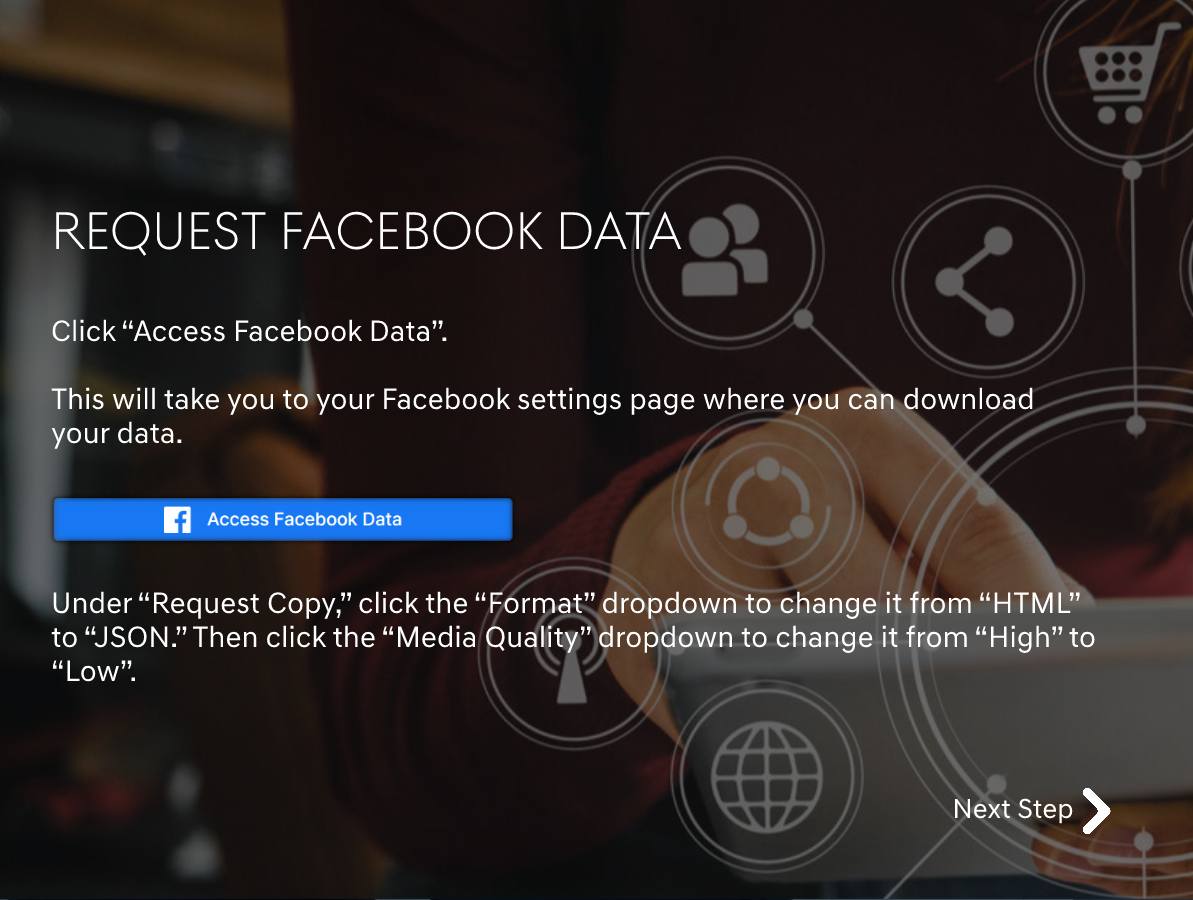 REQUEST FACEBOOK DATA
Click “Access Facebook Data”.
This will take you to your Facebook settings page where you can download
your data.
Access Facebook Data
Under “Request Copy,” click the “Format” dropdown to change it from “HTML”
to “JSON.” Then click the “Media Quality” dropdown to change it from “High” to
“Low”.
Next Step